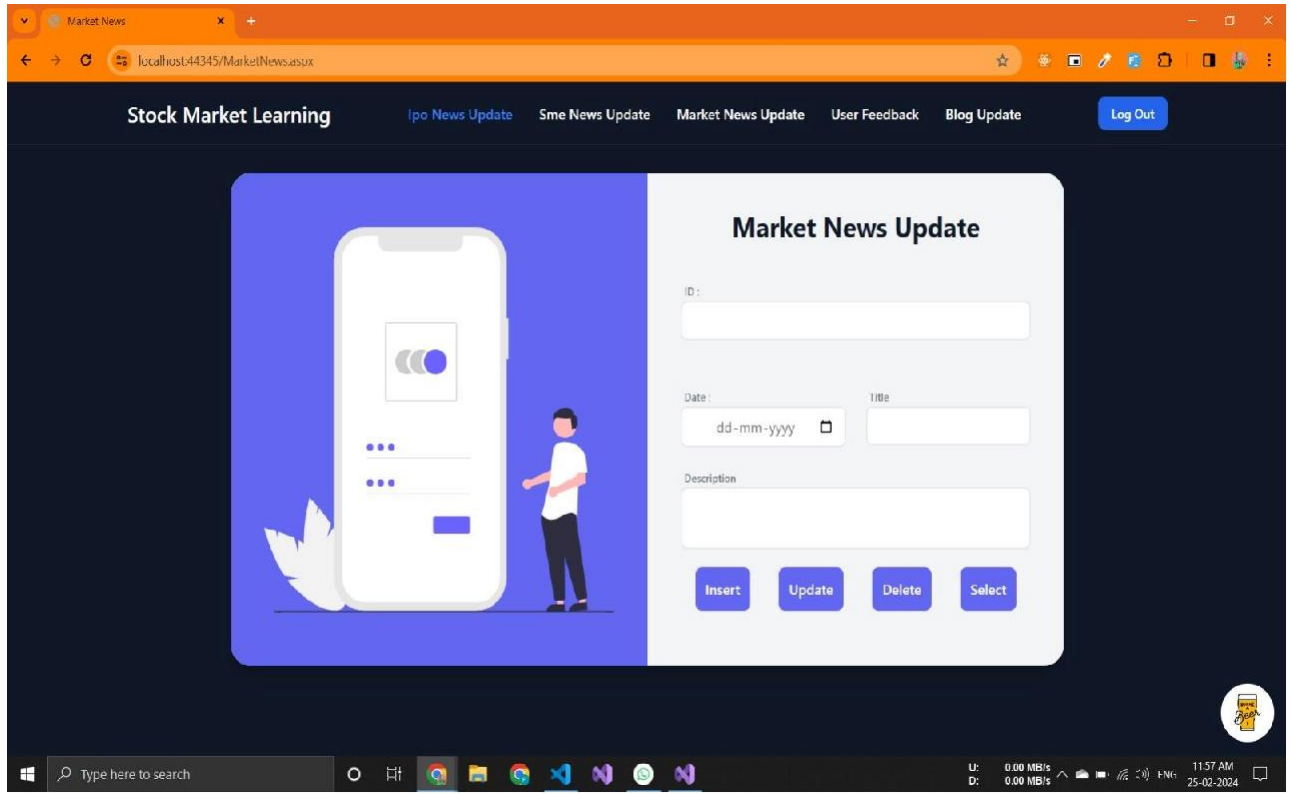 Market News
localhost:44345/MarketNews.aspx
Stock Market Learning Ipo News Update Sme News Update Market News Update User Feedback Blog Update Log Out
Market News Update
ID :
Date : Title
dd-mm-yyyy
Description
Insert Update Delete Select
Beer
Type here to search
U: 0.00 MB/s
D: 0.00 MB/s
ENG
11:57 AM
25-02-2024